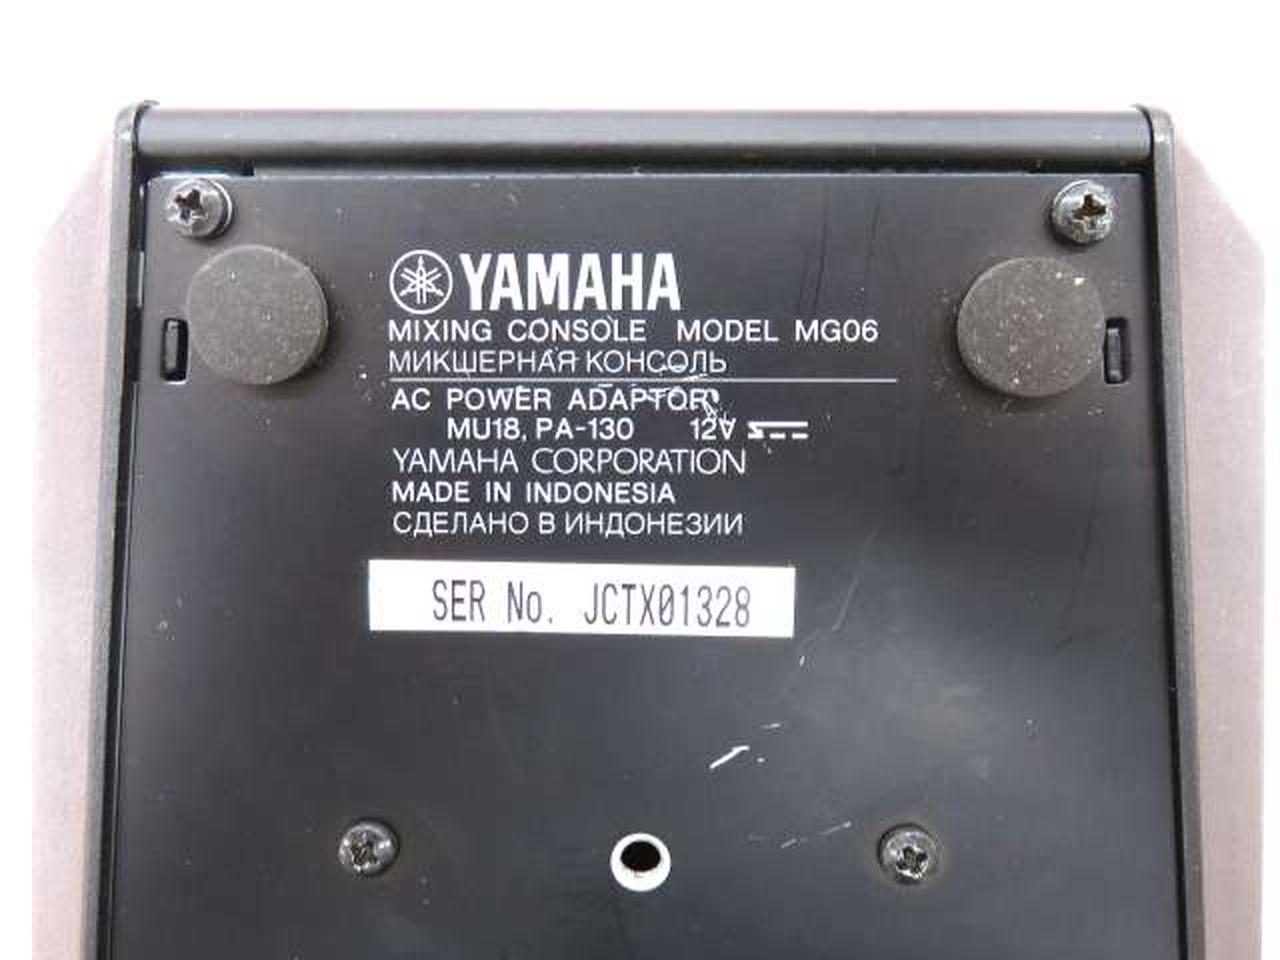 YAMAHA
MIXING CONSOLE MODEL MG06
МИКШЕРНАЯ КОНСОЛЬ
AC POWER ADAPTOR
MU18, PA-130 12V ⎓
YAMAHA CORPORATION
MADE IN INDONESIA
СДЕЛАНО В ИНДОНЕЗИИ
SER No. JCTX01328